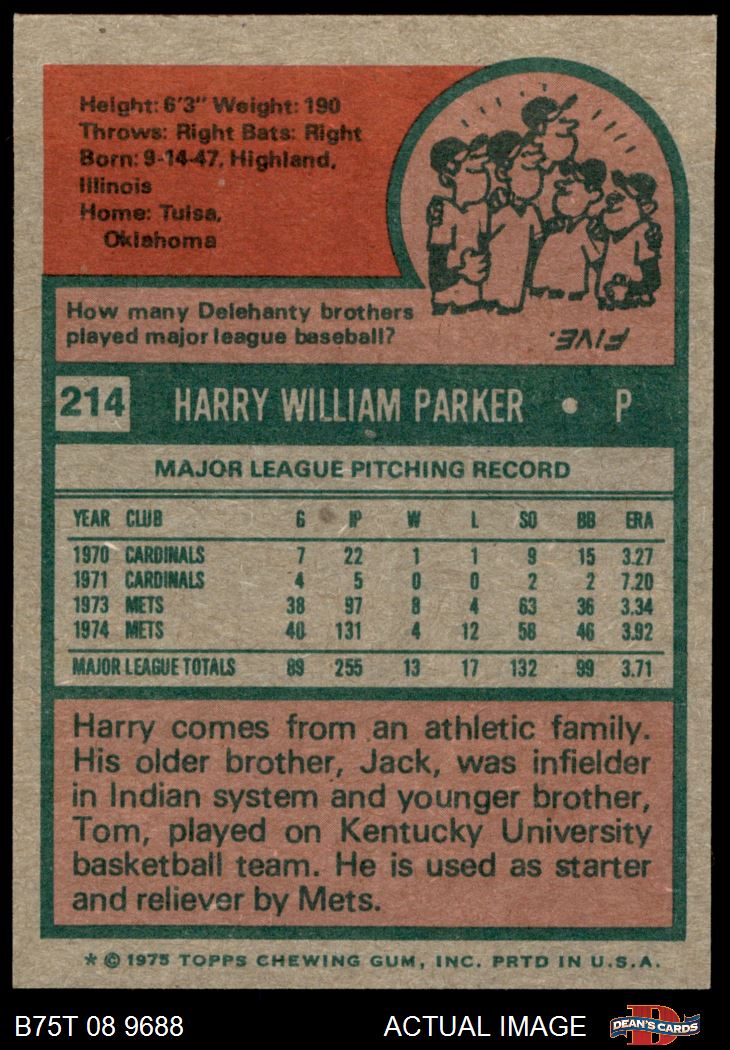 Height: 6'3" Weight: 190
Throws: Right Bats: Right
Born: 9-14-47, Highland,
Illinois
Home: Tulsa,
Oklahoma
How many Delehanty brothers
played major league baseball?
FIVE.
214 HARRY WILLIAM PARKER • P
MAJOR LEAGUE PITCHING RECORD
YEAR CLUB G IP W L SO BB ERA
1970 CARDINALS 7 22 1 1 9 15 3.27
1971 CARDINALS 4 5 0 0 2 2 7.20
1973 METS 38 97 8 4 63 36 3.34
1974 METS 40 131 4 12 58 46 3.92
MAJOR LEAGUE TOTALS 89 255 13 17 132 99 3.71
Harry comes from an athletic family.
His older brother, Jack, was infielder
in Indian system and younger brother,
Tom, played on Kentucky University
basketball team. He is used as starter
and reliever by Mets.
* © 1975 TOPPS CHEWING GUM, INC. PRTD IN U.S.A.
B75T 08 9688 ACTUAL IMAGE D DEAN'S CARDS